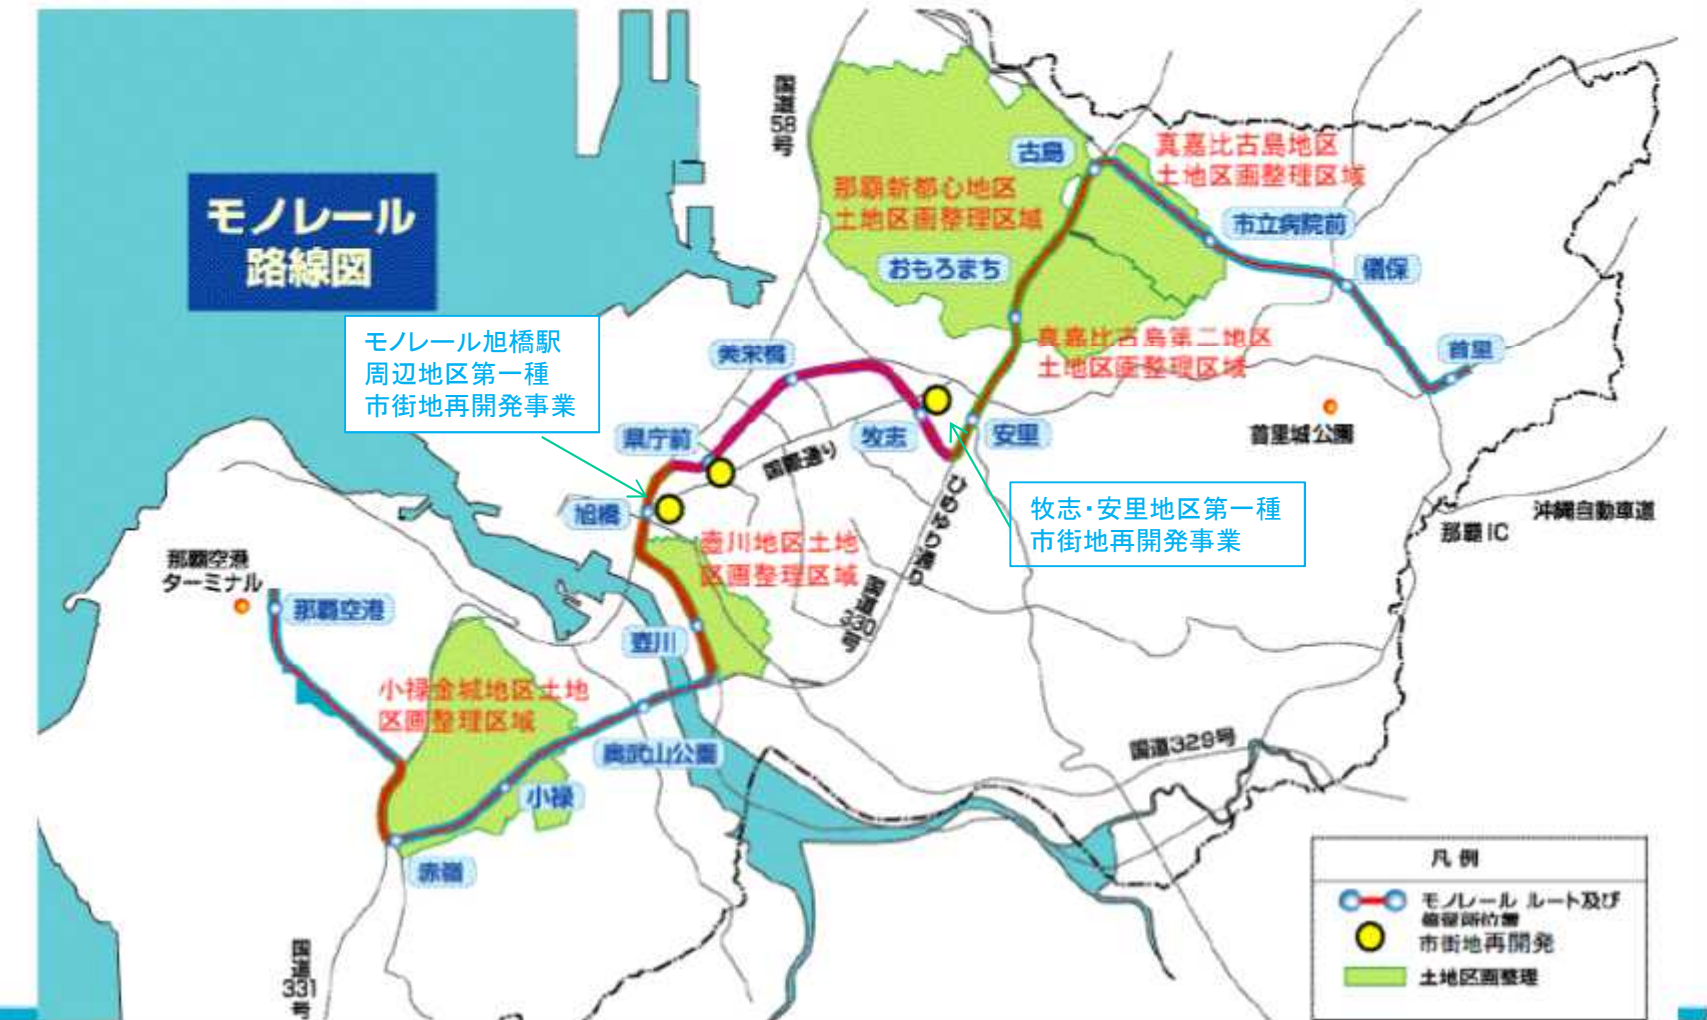 モノレール
路線図
国道58号
古島
真嘉比古島地区
土地区画整理区域
那覇新都心地区
土地区画整理区域
市立病院前
おもろまち
儀保
真嘉比古島第二地区
土地区画整理区域
首里
モノレール旭橋駅
周辺地区第一種
市街地再開発事業
美栄橋
県庁前
牧志
安里
首里城公園
国際通り
旭橋
ひめゆり通り
牧志・安里地区第一種
市街地再開発事業
沖縄自動車道
那覇IC
壺川地区土地
区画整理区域
国道330号
那覇空港
ターミナル
那覇空港
壺川
小禄金城地区土地
区画整理区域
奥武山公園
国道329号
小禄
赤嶺
国道331号
凡例
モノレール ルート及び
停留所位置
市街地再開発
土地区画整理